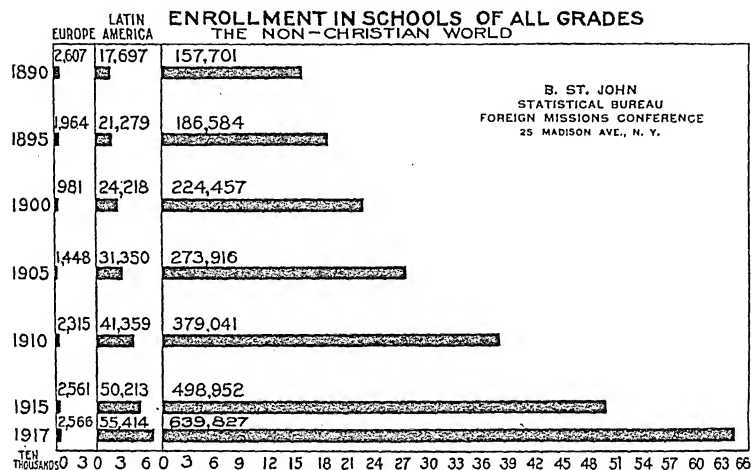 LATIN ENROLLMENT IN SCHOOLS OF ALL GRADES
EUROPE AMERICA THE NON-CHRISTIAN WORLD
2,607 17,697 157,701
1890
B. ST. JOHN
STATISTICAL BUREAU
FOREIGN MISSIONS CONFERENCE
25 MADISON AVE., N. Y.
1,964 21,279 186,584
1895
981 24,218 224,457
1900
1,448 31,350 273,916
1905
2,315 41,359 379,041
1910
2,561 50,213 498,952
1915
2,566 55,414 639,827
1917
TEN
THOUSANDS 0 3 0 3 6 0 3 6 9 12 15 18 21 24 27 30 33 36 39 42 45 48 51 54 57 60 63 66